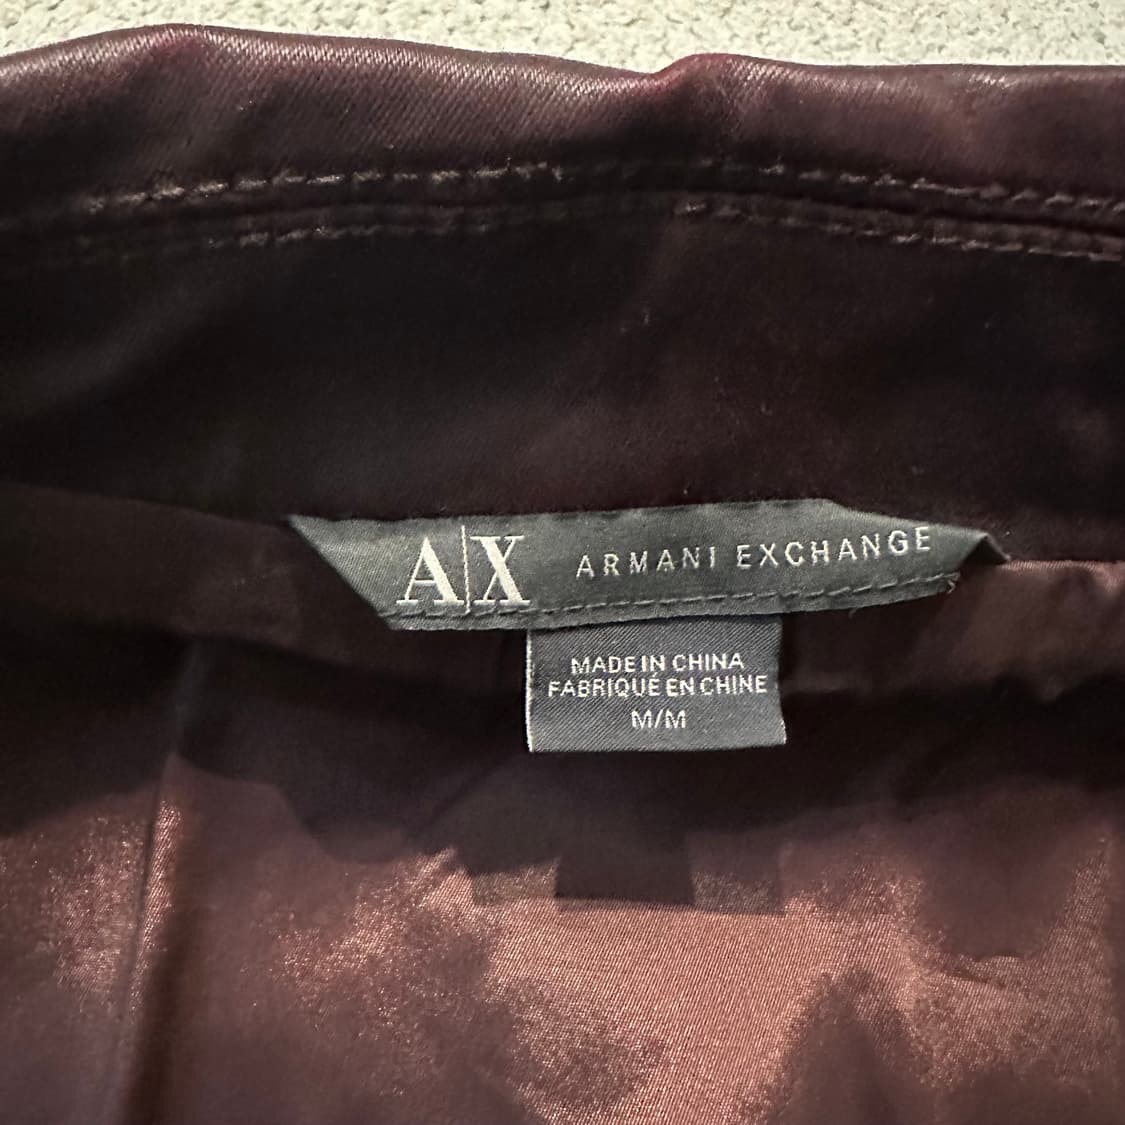 A|X ARMANI EXCHANGE
MADE IN CHINA
FABRIQUÉ EN CHINE
M/M